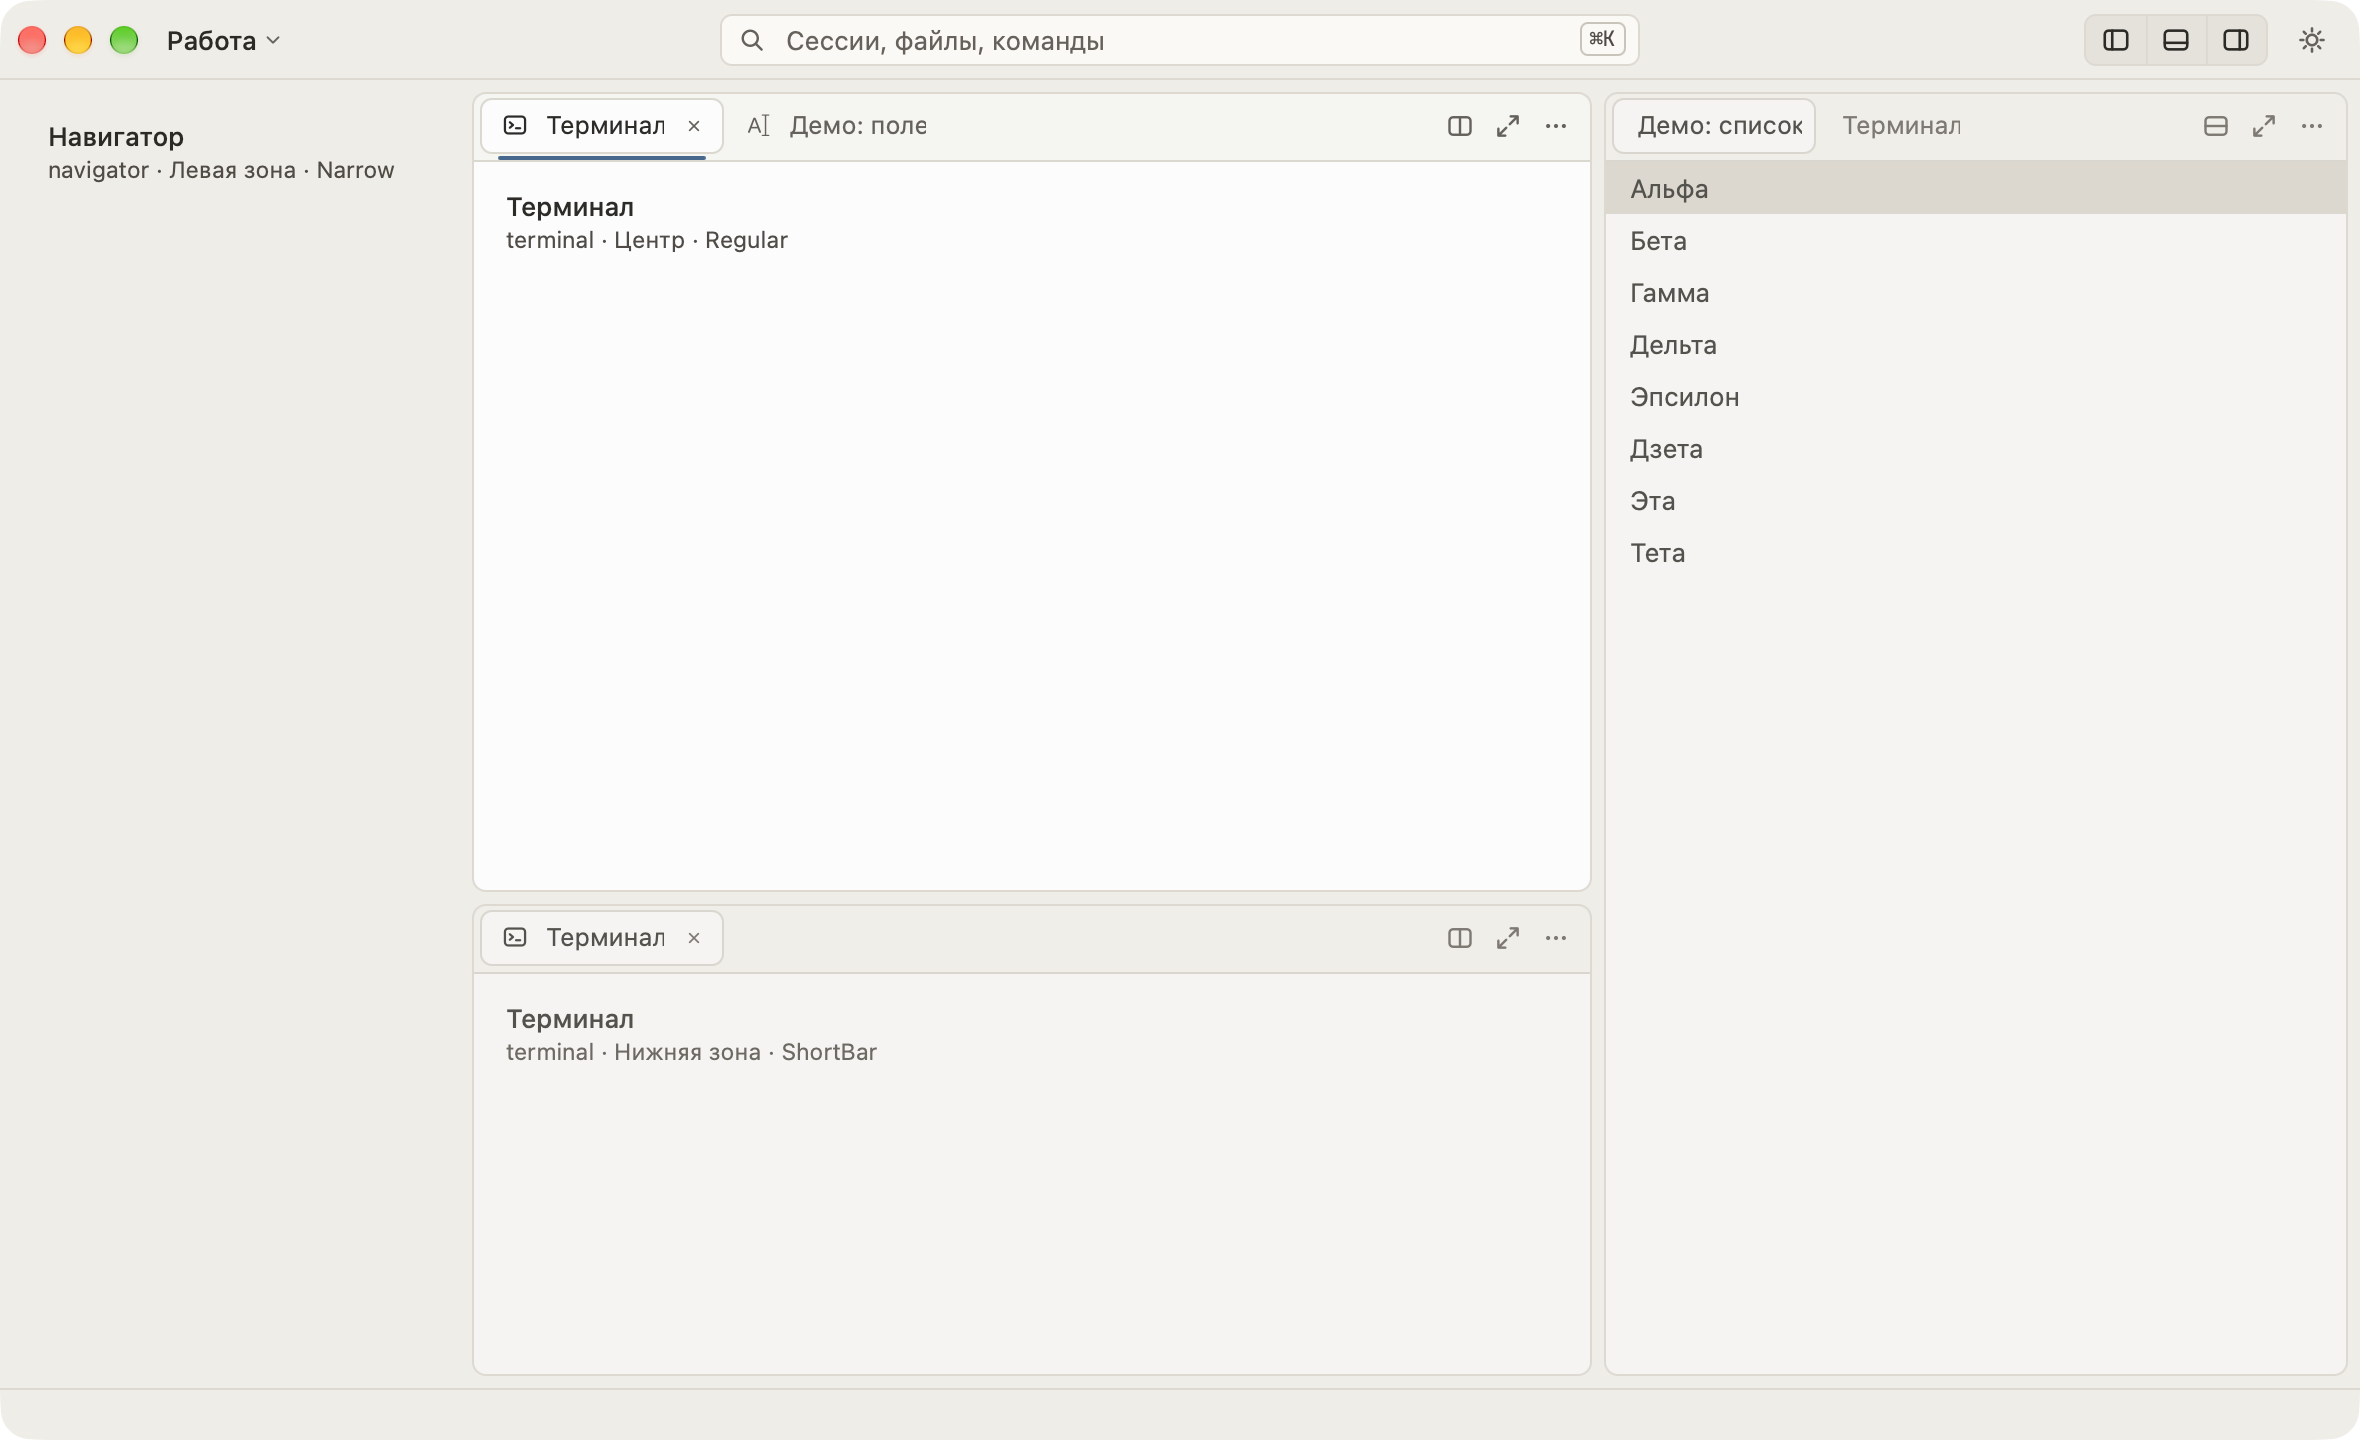 Работа
Сессии, файлы, команды
⌘K
Навигатор
navigator · Левая зона · Narrow
Терминал
Демо: поле
Терминал
terminal · Центр · Regular
Терминал
Терминал
terminal · Нижняя зона · ShortBar
Демо: список
Терминал
Альфа
Бета
Гамма
Дельта
Эпсилон
Дзета
Эта
Тета